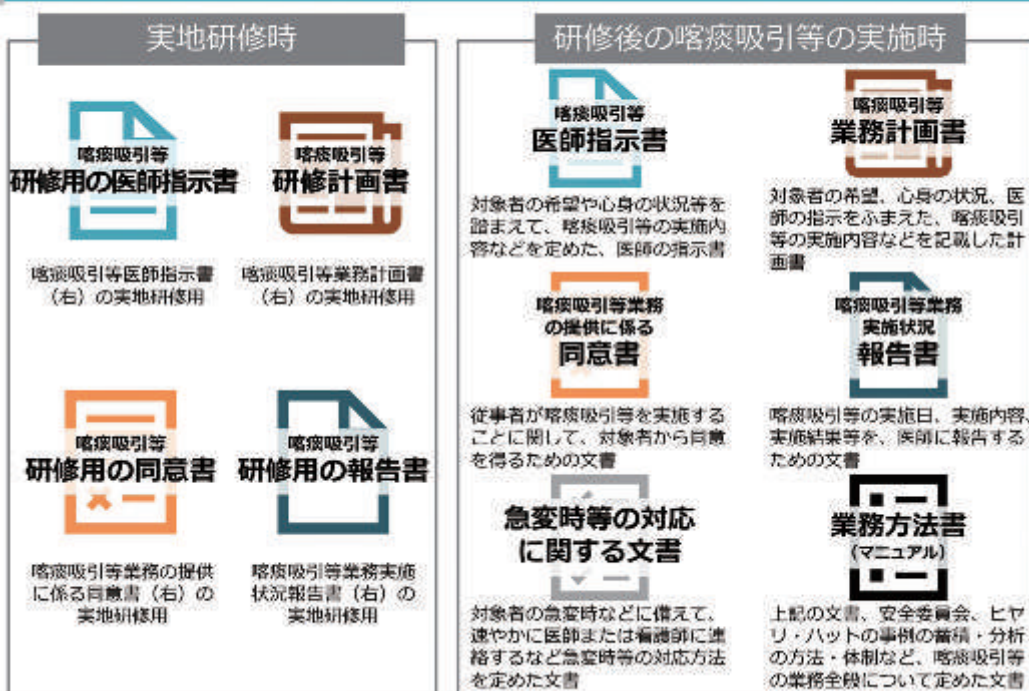 実地研修時
喀痰吸引等
研修用の医師指示書
喀痰吸引等医師指示書
（右）の実地研修用
喀痰吸引等
研修計画書
喀痰吸引等業務計画書
（右）の実地研修用
喀痰吸引等
研修用の同意書
喀痰吸引等業務の提供
に係る同意書（右）の
実地研修用
喀痰吸引等
研修用の報告書
喀痰吸引等業務実施
状況報告書（右）の
実地研修用
研修後の喀痰吸引等の実施時
喀痰吸引等
医師指示書
対象者の希望や心身の状況等を
踏まえて、喀痰吸引等の実施内
容などを定めた、医師の指示書
喀痰吸引等
業務計画書
対象者の希望、心身の状況、医
師の指示をふまえた、喀痰吸引
等の実施内容などを記載した計
画書
喀痰吸引等業務
の提供に係る
同意書
従事者が喀痰吸引等を実施する
ことに関して、対象者から同意
を得るための文書
喀痰吸引等業務
実施状況
報告書
喀痰吸引等の実施日、実施内容、
実施結果等を、医師に報告する
ための文書
急変時等の対応
に関する文書
対象者の急変時などに備えて、
速やかに医師または看護師に連
絡するなど急変時等の対応方法
を定めた文書
業務方法書
（マニュアル）
上記の文書、安全委員会、ヒヤ
リ・ハットの事例の蓄積・分析
の方法・体制など、喀痰吸引等
の業務全般について定めた文書